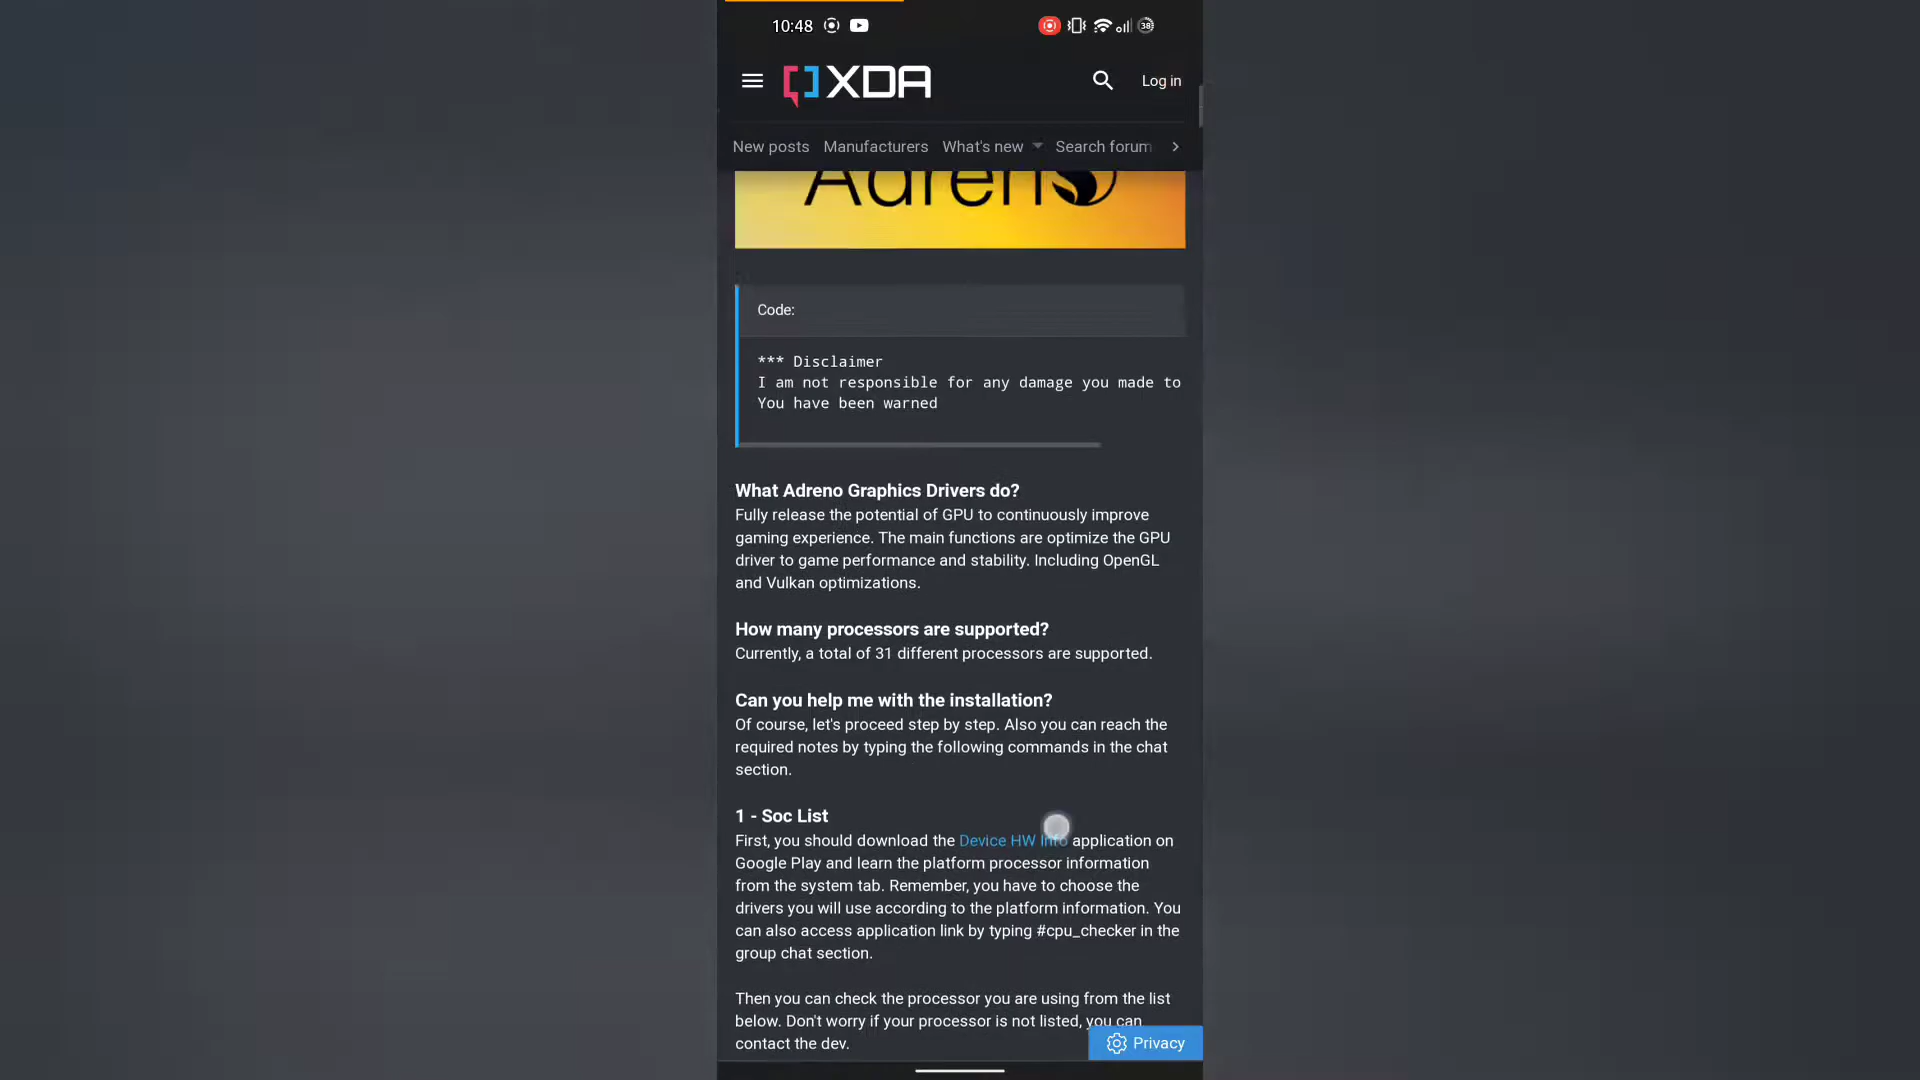 10:48
38
XDA
Log in
New posts Manufacturers What's new Search forum
Adreno
Code:
*** Disclaimer
I am not responsible for any damage you made to
You have been warned
What Adreno Graphics Drivers do?
Fully release the potential of GPU to continuously improve
gaming experience. The main functions are optimize the GPU
driver to game performance and stability. Including OpenGL
and Vulkan optimizations.
How many processors are supported?
Currently, a total of 31 different processors are supported.
Can you help me with the installation?
Of course, let's proceed step by step. Also you can reach the
required notes by typing the following commands in the chat
section.
1 - Soc List
First, you should download the Device HW Info application on
Google Play and learn the platform processor information
from the system tab. Remember, you have to choose the
drivers you will use according to the platform information. You
can also access application link by typing #cpu_checker in the
group chat section.
Then you can check the processor you are using from the list
below. Don't worry if your processor is not listed, you can
contact the dev.
Privacy